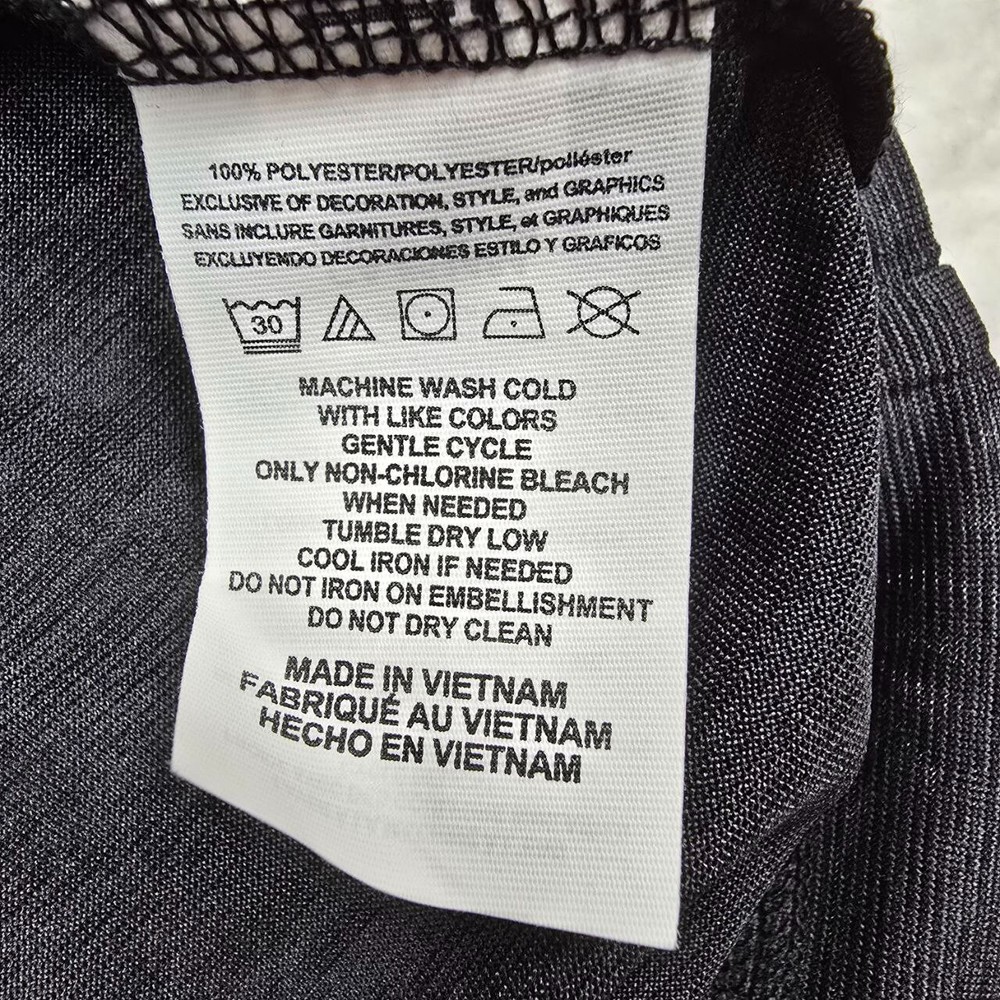 100% POLYESTER/POLYESTER/poliéster
EXCLUSIVE OF DECORATION, STYLE, and GRAPHICS
SANS INCLURE GARNITURES, STYLE, et GRAPHIQUES
EXCLUYENDO DECORACIONES ESTILO Y GRAFICOS
30
MACHINE WASH COLD
WITH LIKE COLORS
GENTLE CYCLE
ONLY NON-CHLORINE BLEACH
WHEN NEEDED
TUMBLE DRY LOW
COOL IRON IF NEEDED
DO NOT IRON ON EMBELLISHMENT
DO NOT DRY CLEAN
MADE IN VIETNAM
FABRIQUÉ AU VIETNAM
HECHO EN VIETNAM